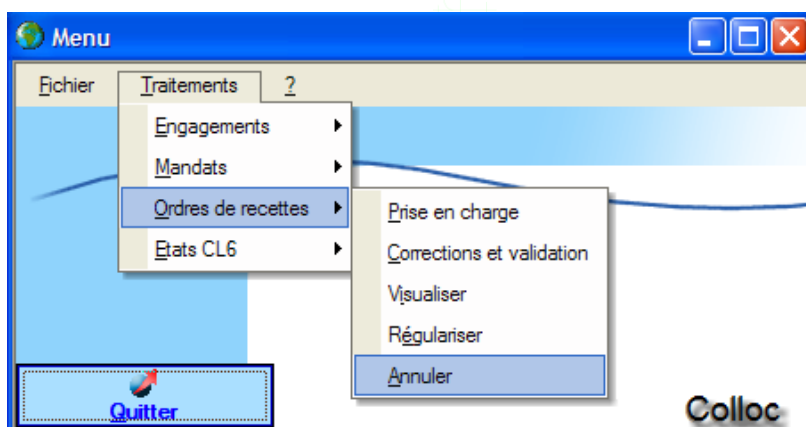 Menu
Fichier Traitements ?
Engagements
Mandats
Ordres de recettes
Etats CL6
Prise en charge
Corrections et validation
Visualiser
Régulariser
Annuler
Quitter
Colloc